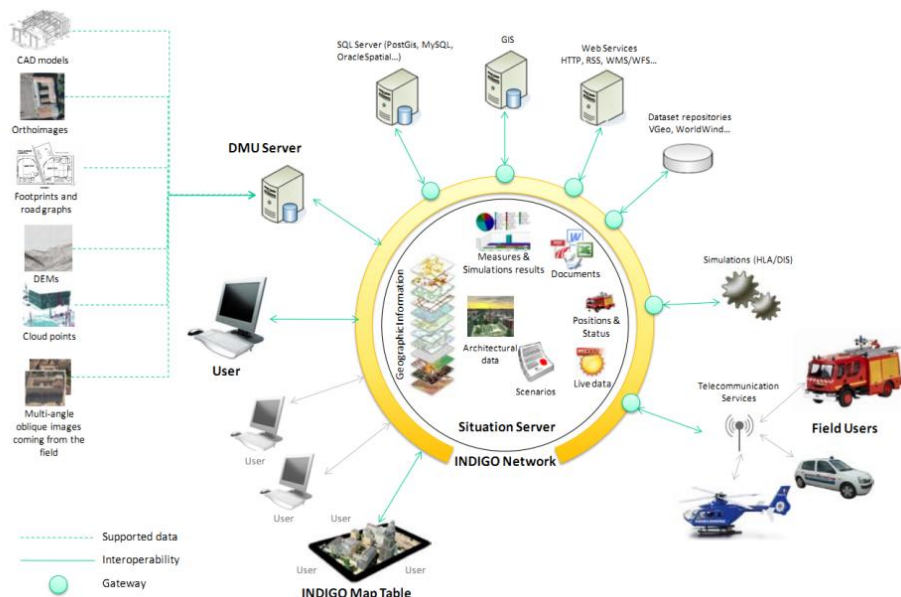 CAD models
Orthoimages
Footprints and
road graphs
DEMs
Cloud points
Multi-angle
oblique images
coming from the
field
DMU Server
User
SQL Server (PostGis, MySQL,
OracleSpatial...)
GIS
Web Services
HTTP, RSS, WMS/WFS...
Dataset repositories
VGeo, WorldWind...
Geographic Information
Measures &
Simulations results
Documents
Architectural
data
Positions &
Status
Scenarios
Live data
Situation Server
INDIGO Network
Simulations (HLA/DIS)
Telecommunication
Services
Field Users
User
User
User
User
User
INDIGO Map Table
Supported data
Interoperability
Gateway